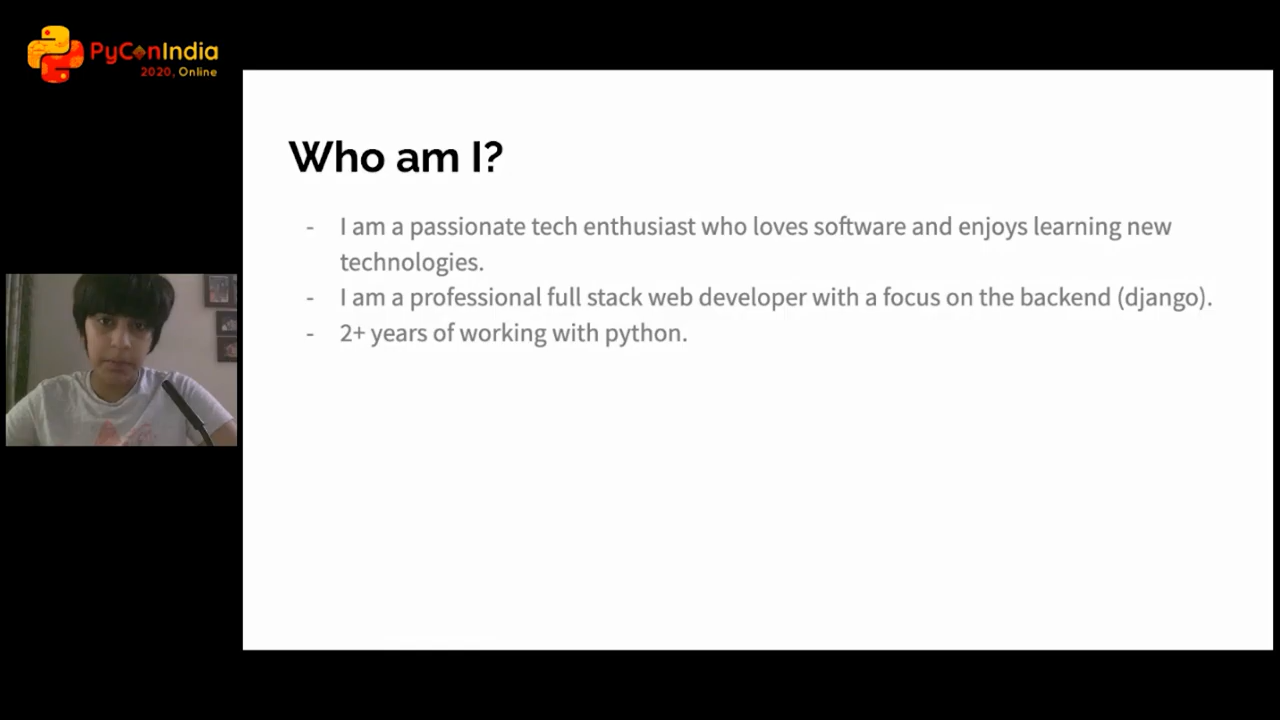 PyConIndia
2020, Online
Who am I?
- I am a passionate tech enthusiast who loves software and enjoys learning new
technologies.
- I am a professional full stack web developer with a focus on the backend (django).
- 2+ years of working with python.